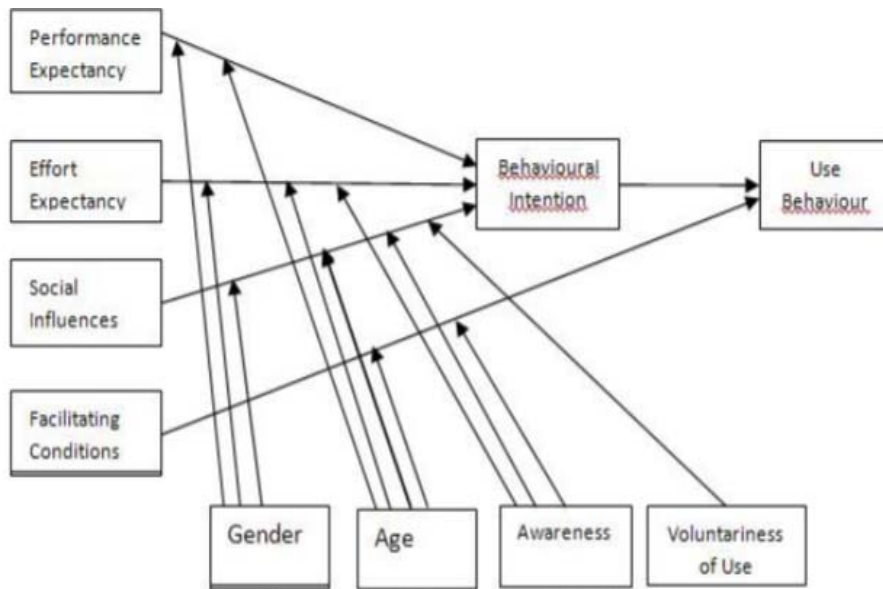 Performance
Expectancy
Effort
Expectancy
Behavioural
Intention
Use
Behaviour
Social
Influences
Facilitating
Conditions
Gender
Age
Awareness
Voluntariness
of Use